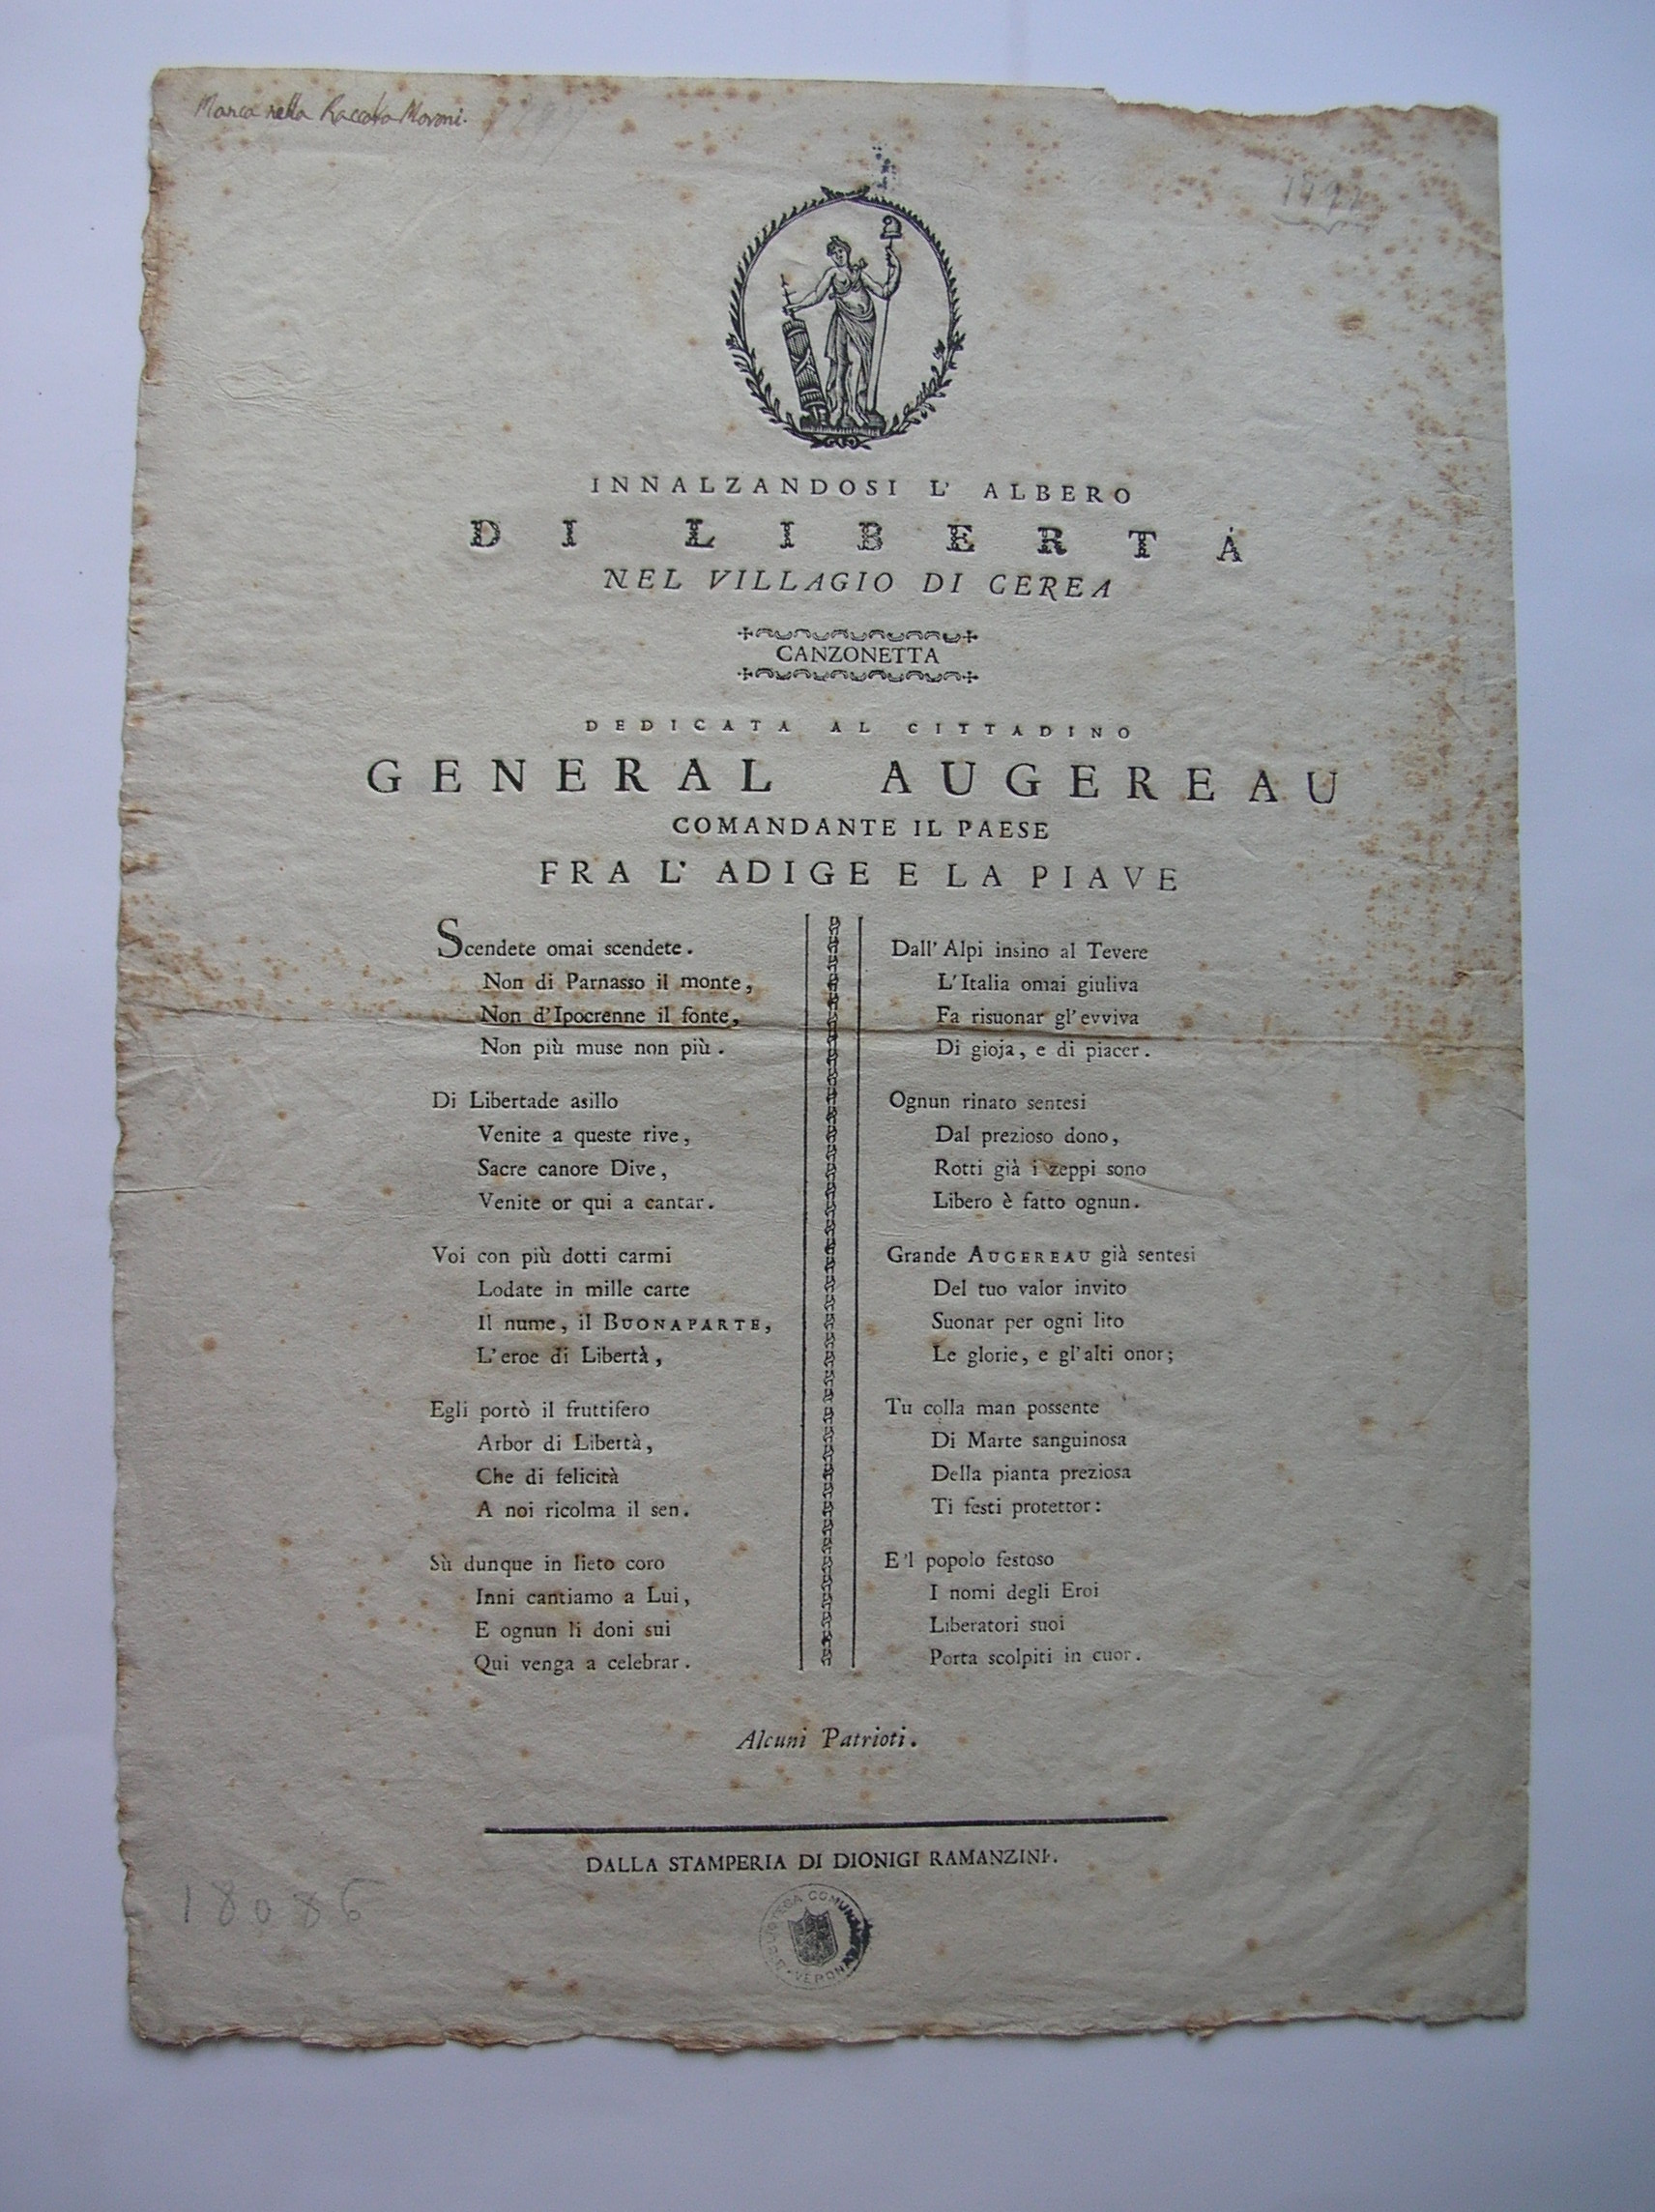 Manca nella Raccolta Moroni.
INNALZANDOSI L' ALBERO
DI LIBERTÀ
NEL VILLAGIO DI CEREA
CANZONETTA
DEDICATA AL CITTADINO
GENERAL AUGEREAU
COMANDANTE IL PAESE
FRA L' ADIGE E LA PIAVE
Scendete omai scendete.
Non di Parnasso il monte,
Non d'Ipocrenne il fonte,
Non più muse non più.
Di Libertade asillo
Venite a queste rive,
Sacre canore Dive,
Venite or qui a cantar.
Voi con più dotti carmi
Lodate in mille carte
Il nume, il BUONAPARTE,
L'eroe di Libertà,
Egli portò il fruttifero
Arbor di Libertà,
Che di felicità
A noi ricolma il sen.
Sù dunque in lieto coro
Inni cantiamo a Lui,
E ognun li doni sui
Qui venga a celebrar.
Dall'Alpi insino al Tevere
L'Italia omai giuliva
Fa risuonar gl'evviva
Di gioja, e di piacer.
Ognun rinato sentesi
Dal prezioso dono,
Rotti già i zeppi sono
Libero è fatto ognun.
Grande AUGEREAU già sentesi
Del tuo valor invito
Suonar per ogni lito
Le glorie, e gl'alti onor;
Tu colla man possente
Di Marte sanguinosa
Della pianta preziosa
Ti festi protettor:
E'l popolo festoso
I nomi degli Eroi
Liberatori suoi
Porta scolpiti in cuor.
Alcuni Patrioti.
DALLA STAMPERIA DI DIONIGI RAMANZINI.
18086
BIBLIOTECA COMUNALE
VERONA